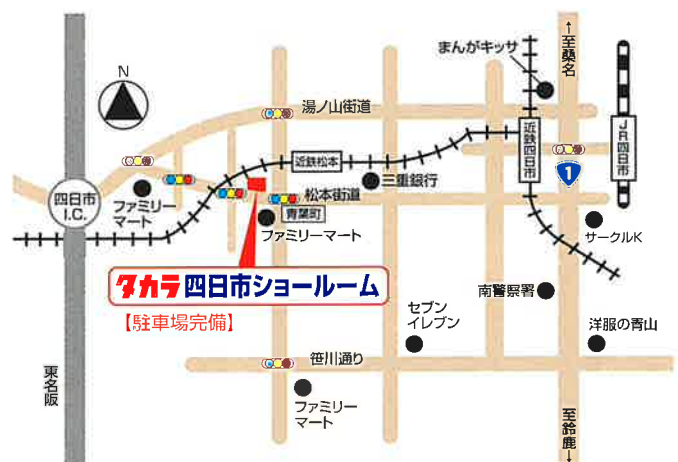 まんがキッサ
←至桑名
N
湯ノ山街道
近鉄四日市
JR四日市
近鉄松本
1
四日市
I.C.
ファミリー
マート
三重銀行
松本街道
青葉町
ファミリーマート
サークルK
タカラ 四日市ショールーム
【駐車場完備】
南警察署
セブン
イレブン
洋服の青山
笹川通り
東名阪
ファミリー
マート
至鈴鹿→